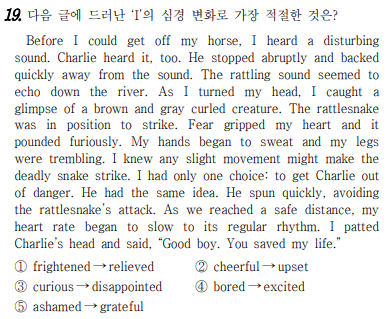 19. 다음 글에 드러난 ‘I’의 심경 변화로 가장 적절한 것은?
Before I could get off my horse, I heard a disturbing
sound. Charlie heard it, too. He stopped abruptly and backed
quickly away from the sound. The rattling sound seemed to
echo down the river. As I turned my head, I caught a
glimpse of a brown and gray curled creature. The rattlesnake
was in position to strike. Fear gripped my heart and it
pounded furiously. My hands began to sweat and my legs
were trembling. I knew any slight movement might make the
deadly snake strike. I had only one choice: to get Charlie out
of danger. He had the same idea. He spun quickly, avoiding
the rattlesnake’s attack. As we reached a safe distance, my
heart rate began to slow to its regular rhythm. I patted
Charlie’s head and said, “Good boy. You saved my life.”
① frightened → relieved ② cheerful → upset
③ curious → disappointed ④ bored → excited
⑤ ashamed → grateful